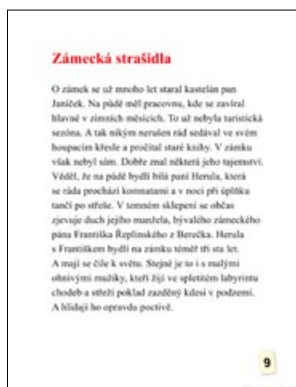 Zámecká strašidla
O zámek se už mnoho let staral kastelán pan
Janíček. Na půdě měl pracovnu, kde se zavíral
hlavně v zimních měsících. To už nebyla turistická
sezóna. A tak nikým nerušen rád sedával ve svém
houpacím křesle a pročítal staré knihy. V zámku
však nebyl sám. Dobře znal některá jeho tajemství.
Věděl, že na půdě bydlí bílá paní Herula, která
se ráda prochází komnatami a v noci při úplňku
tančí po střeše. V temném sklepení se občas
zjevuje duch jejího manžela, bývalého zámeckého
pána Františka Řeplinského z Berečka. Herula
s Františkem bydlí na zámku téměř tři sta let.
A mají se čile k světu. Stejné je to i s malými
ohnivými mužíky, kteří žijí ve spletitém labyrintu
chodeb a střeží poklad zazděný kdesi v podzemí.
A hlídají ho opravdu poctivě.
9